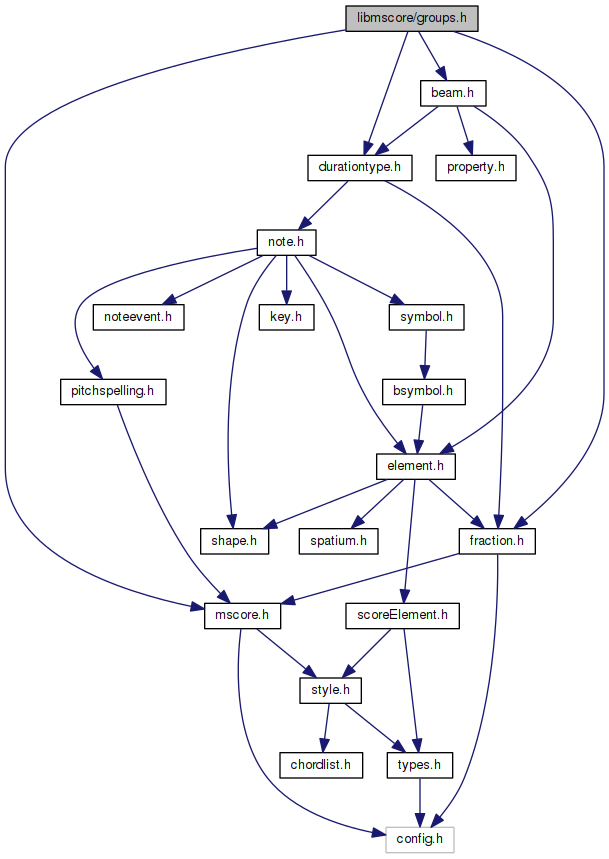 libmscore/groups.h
beam.h
durationtype.h
property.h
note.h
noteevent.h
key.h
symbol.h
pitchspelling.h
bsymbol.h
element.h
shape.h
spatium.h
fraction.h
mscore.h
scoreElement.h
style.h
chordlist.h
types.h
config.h